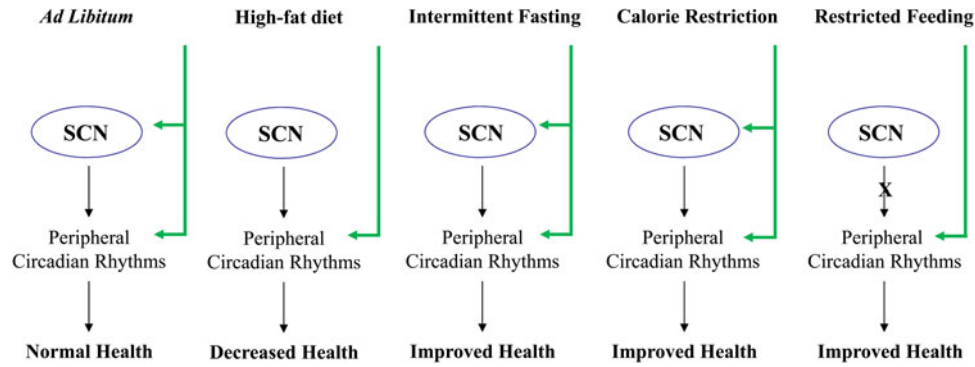 Ad Libitum
High-fat diet
Intermittent Fasting
Calorie Restriction
Restricted Feeding
SCN
SCN
SCN
SCN
SCN
X
Peripheral
Circadian Rhythms
Peripheral
Circadian Rhythms
Peripheral
Circadian Rhythms
Peripheral
Circadian Rhythms
Peripheral
Circadian Rhythms
Normal Health
Decreased Health
Improved Health
Improved Health
Improved Health